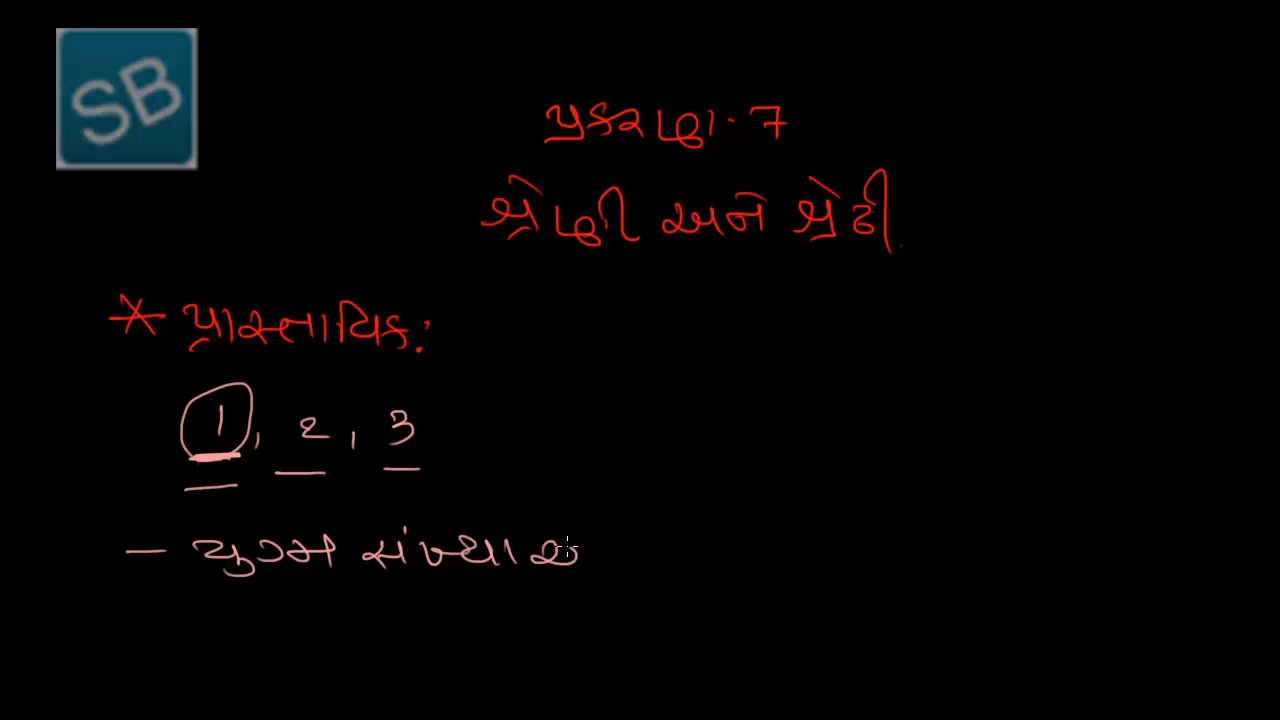 SB
પ્રકરણ.7
શ્રેણી અને શ્રેઢી
* પ્રાસ્તાવિક:
1, 2, 3
- યુગ્મ સંખ્યા